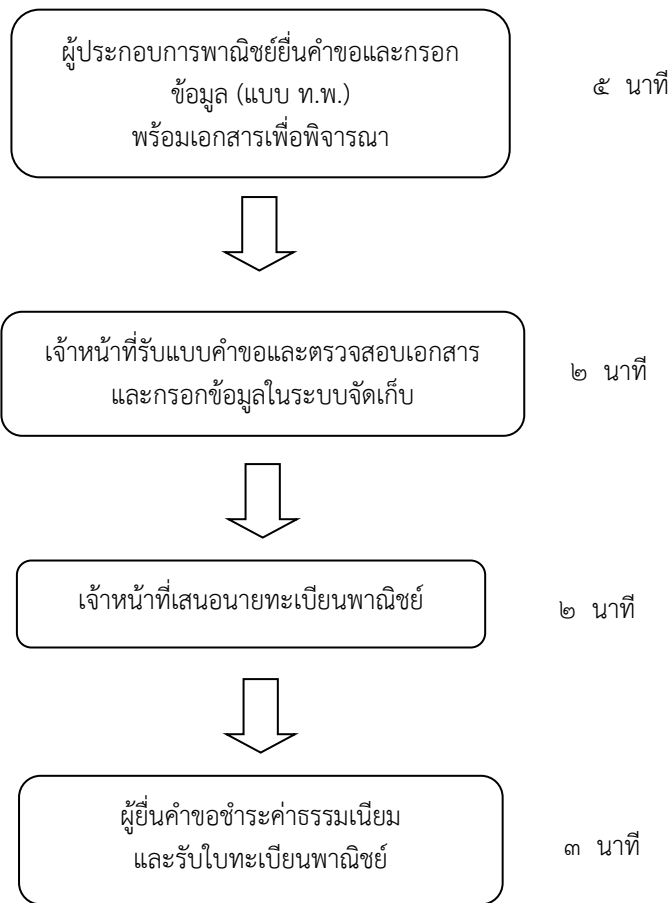 ผู้ประกอบการพาณิชย์ยื่นคำขอและกรอก
ข้อมูล (แบบ ท.พ.)
พร้อมเอกสารเพื่อพิจารณา
๕ นาที
เจ้าหน้าที่รับแบบคำขอและตรวจสอบเอกสาร
และกรอกข้อมูลในระบบจัดเก็บ
๒ นาที
เจ้าหน้าที่เสนอนายทะเบียนพาณิชย์
๒ นาที
ผู้ยื่นคำขอชำระค่าธรรมเนียม
และรับใบทะเบียนพาณิชย์
๓ นาที